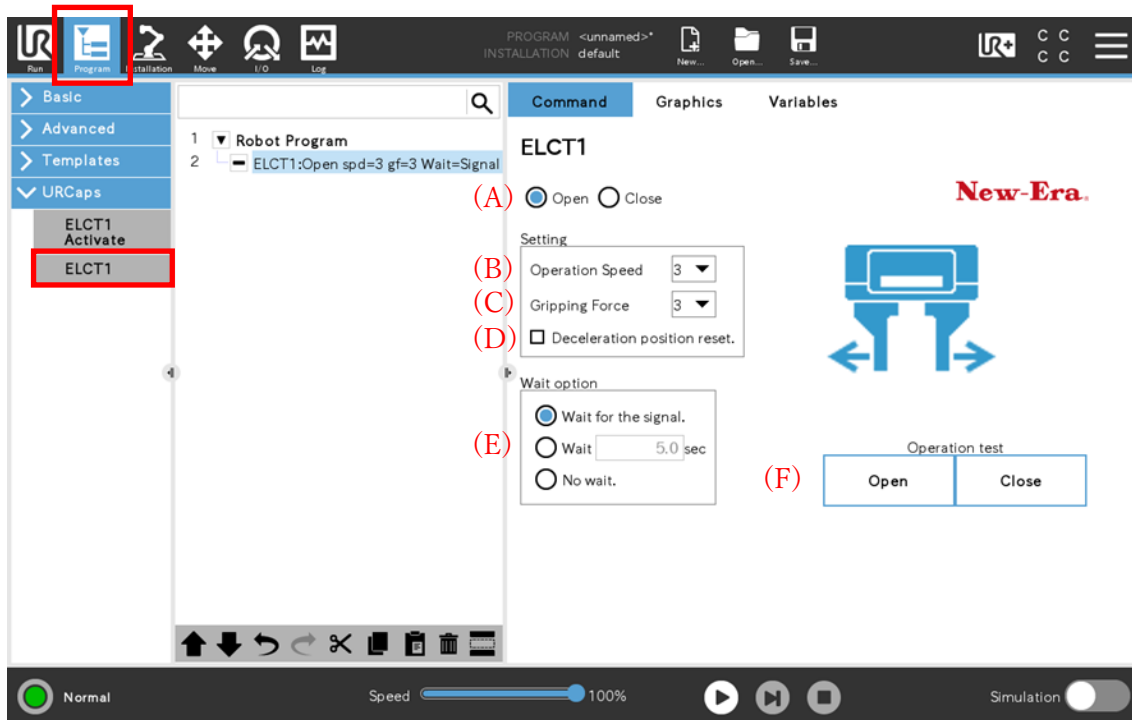 PROGRAM <unnamed>*
INSTALLATION default
Run Program Installation Move I/O Log New... Open... Save...
UR+ C C
C C
Basic
Advanced
Templates
URCaps
ELCT1
Activate
ELCT1
1 Robot Program
2 ELCT1:Open spd=3 gf=3 Wait=Signal
Command Graphics Variables
ELCT1
(A) Open Close
New-Era.
Setting
(B) Operation Speed 3
(C) Gripping Force 3
(D) Deceleration position reset.
Wait option
Wait for the signal.
(E) Wait 5.0 sec
No wait.
Operation test
(F) Open Close
Normal Speed 100% Simulation